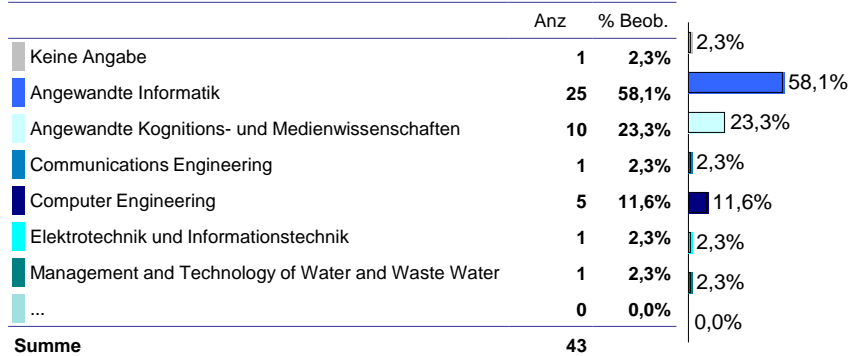 Anz % Beob.
Keine Angabe 1 2,3% 2,3%
Angewandte Informatik 25 58,1% 58,1%
Angewandte Kognitions- und Medienwissenschaften 10 23,3% 23,3%
Communications Engineering 1 2,3% 2,3%
Computer Engineering 5 11,6% 11,6%
Elektrotechnik und Informationstechnik 1 2,3% 2,3%
Management and Technology of Water and Waste Water 1 2,3% 2,3%
... 0 0,0% 0,0%
Summe 43